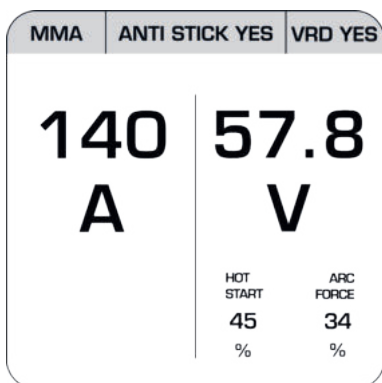 MMA ANTI STICK YES VRD YES
140 57.8
A V
HOT ARC
START FORCE
45 34
% %